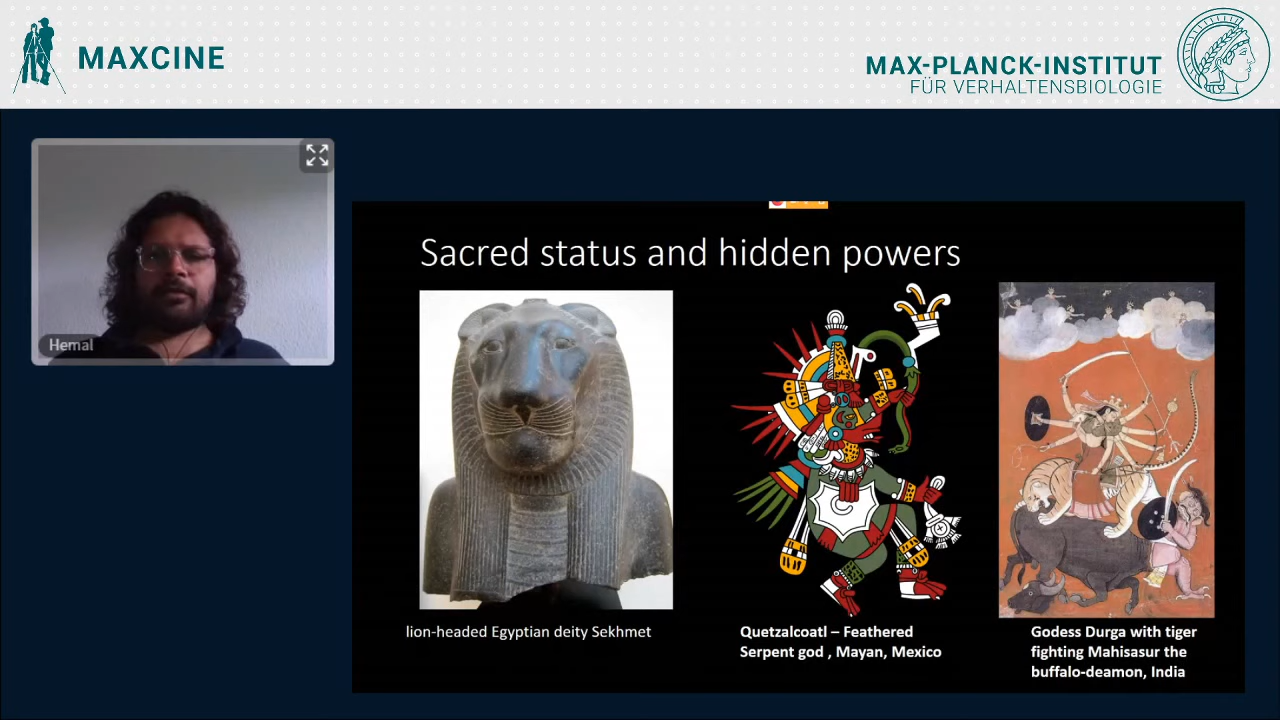 MAXCINE
MAX-PLANCK-INSTITUT
FÜR VERHALTENSBIOLOGIE
Hemal
Sacred status and hidden powers
lion-headed Egyptian deity Sekhmet
Quetzalcoatl – Feathered
Serpent god , Mayan, Mexico
Godess Durga with tiger
fighting Mahisasur the
buffalo-deamon, India